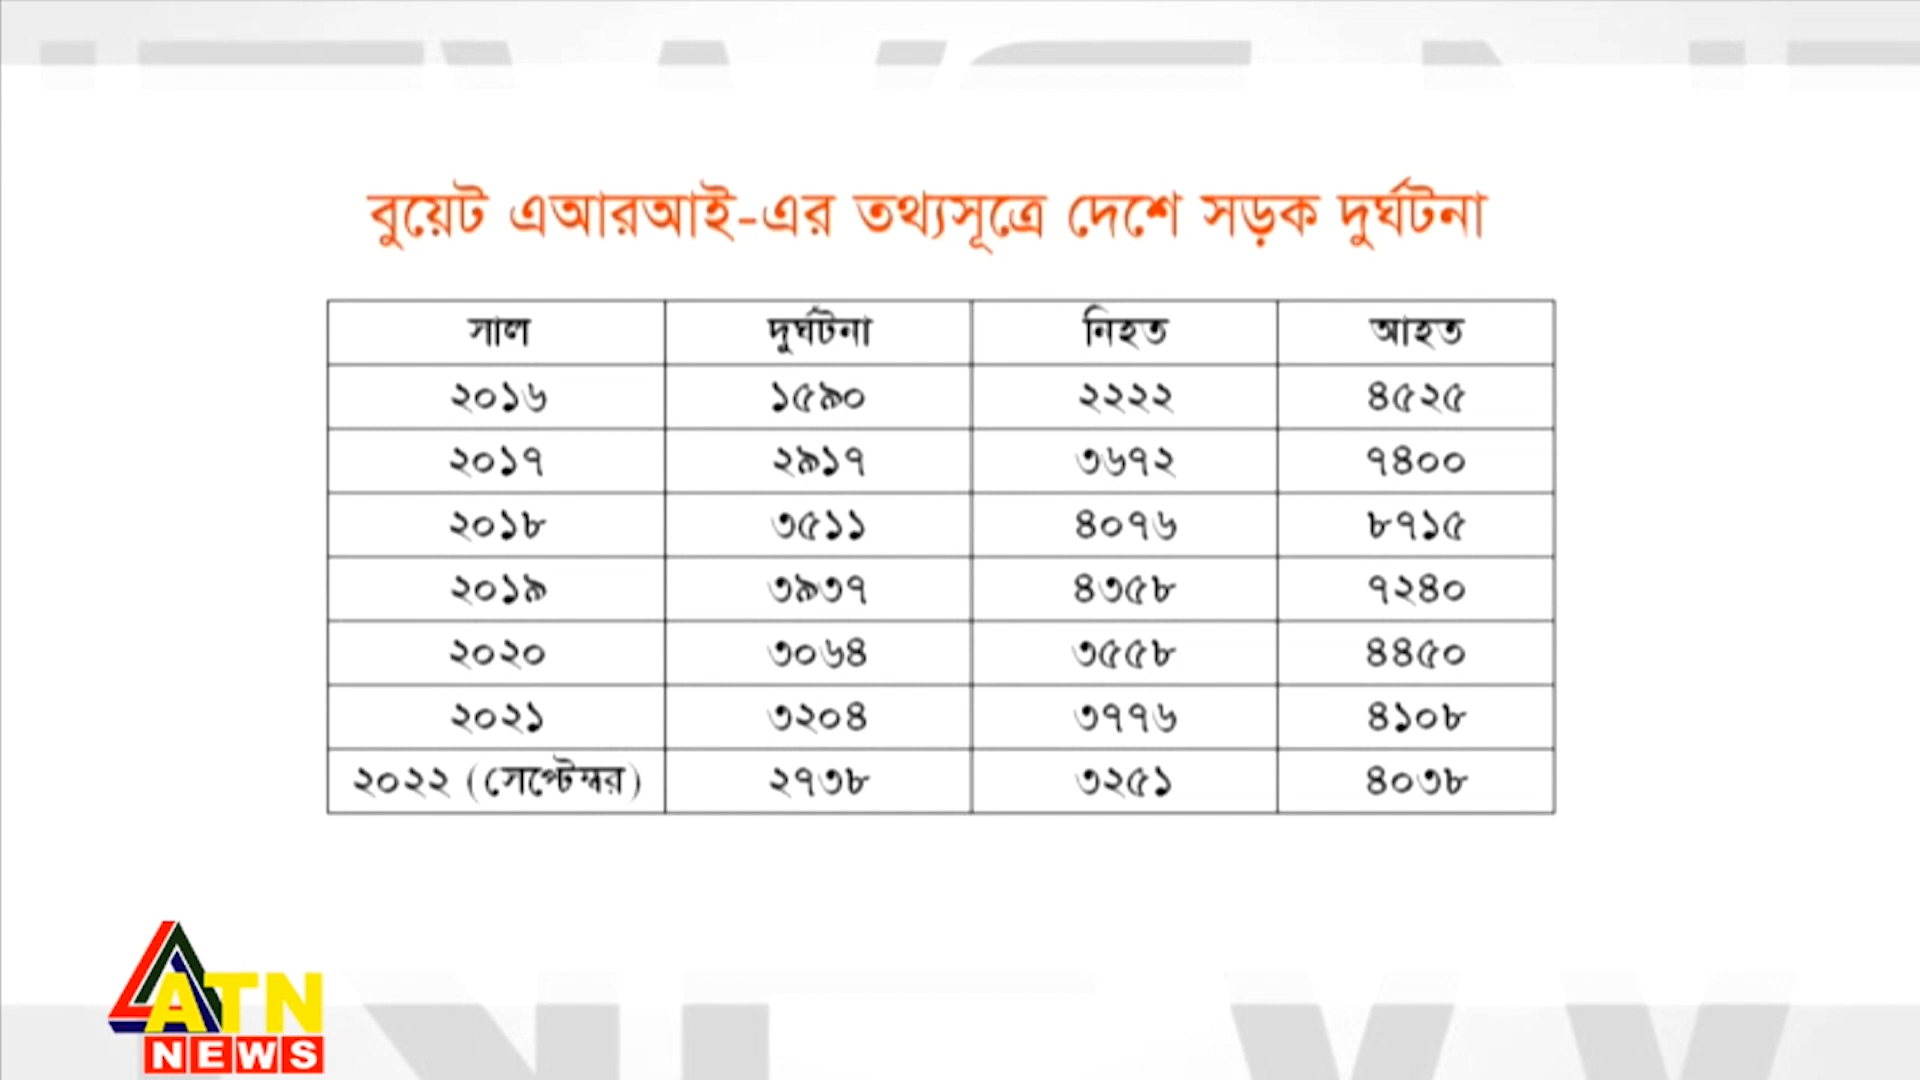 বুয়েট এআরআই-এর তথ্যসূত্রে দেশে সড়ক দুর্ঘটনা
সাল দুর্ঘটনা নিহত আহত
২০১৬ ১৫৯০ ২২২২ ৪৫২৫
২০১৭ ২৯১৭ ৩৬৭২ ৭৪০০
২০১৮ ৩৫১১ ৪০৭৬ ৮৭১৫
২০১৯ ৩৯৩৭ ৪৩৫৮ ৭২৪০
২০২০ ৩০৬৪ ৩৫৫৮ ৪৪৫০
২০২১ ৩২০৪ ৩৭৭৬ ৪১০৮
২০২২ (সেপ্টেম্বর) ২৭৩৮ ৩২৫১ ৪০৩৮
ATN
NEWS